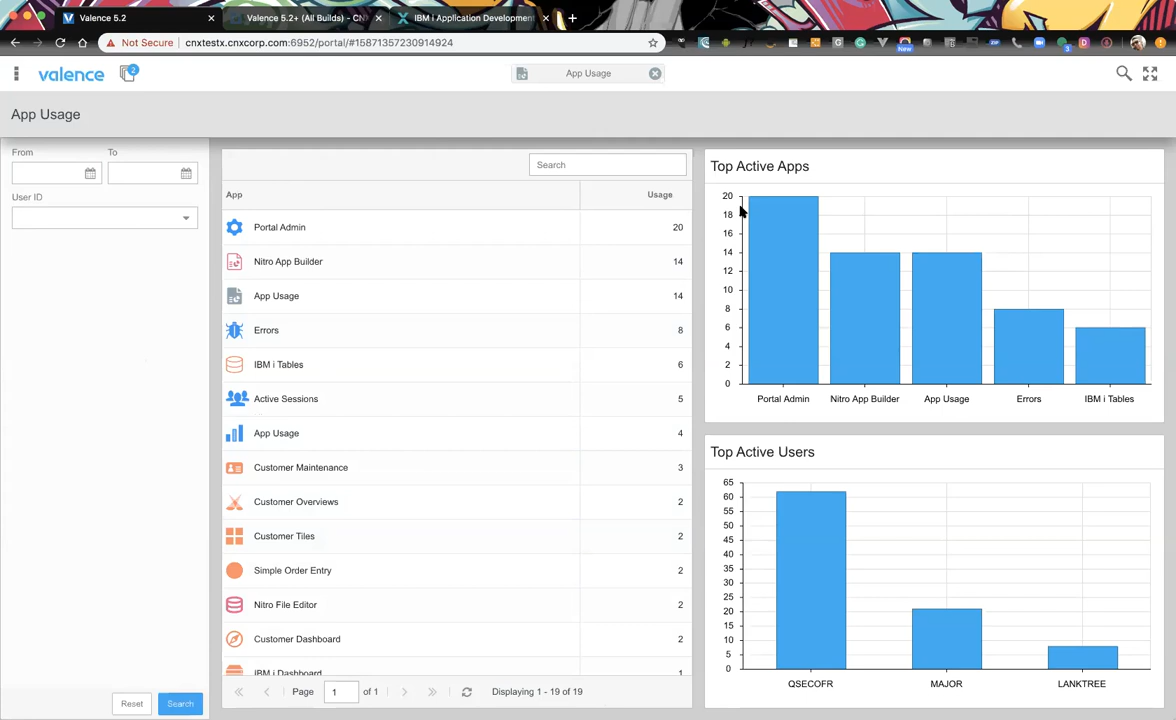 Valence 5.2
Valence 5.2+ (All Builds) - CN
IBM i Application Development
Not Secure
cnxtestx.cnxcorp.com:6952/portal/#15871357230914924
New
ZIP
3
valence
2
App Usage
App Usage
From
To
User ID
Reset
Search
Search
App
Usage
Portal Admin
20
Nitro App Builder
14
App Usage
14
Errors
8
IBM i Tables
6
Active Sessions
5
App Usage
4
Customer Maintenance
3
Customer Overviews
2
Customer Tiles
2
Simple Order Entry
2
Nitro File Editor
2
Customer Dashboard
2
IBM i Dashboard
1
Page
1
of 1
Displaying 1 - 19 of 19
Top Active Apps
20
18
16
14
12
10
8
6
4
2
0
Portal Admin
Nitro App Builder
App Usage
Errors
IBM i Tables
Top Active Users
65
60
55
50
45
40
35
30
25
20
15
10
5
0
QSECOFR
MAJOR
LANKTREE